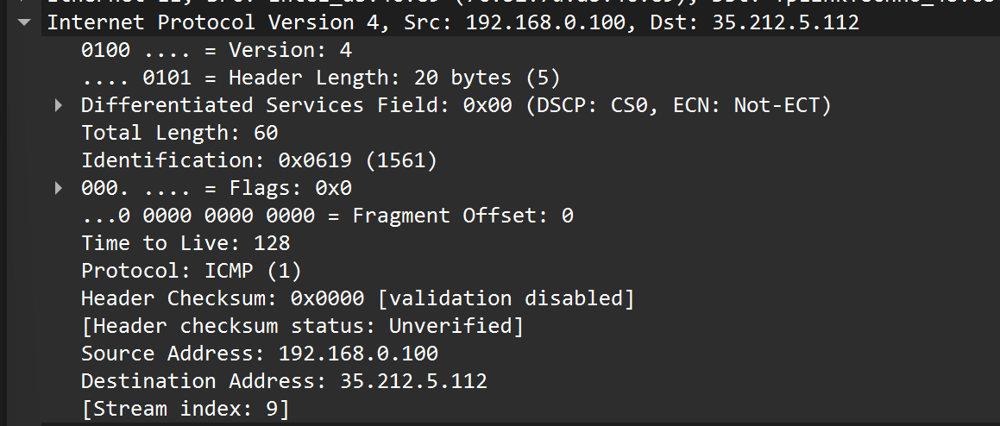 Internet Protocol Version 4, Src: 192.168.0.100, Dst: 35.212.5.112
0100 .... = Version: 4
.... 0101 = Header Length: 20 bytes (5)
Differentiated Services Field: 0x00 (DSCP: CS0, ECN: Not-ECT)
Total Length: 60
Identification: 0x0619 (1561)
000. .... = Flags: 0x0
...0 0000 0000 0000 = Fragment Offset: 0
Time to Live: 128
Protocol: ICMP (1)
Header Checksum: 0x0000 [validation disabled]
[Header checksum status: Unverified]
Source Address: 192.168.0.100
Destination Address: 35.212.5.112
[Stream index: 9]